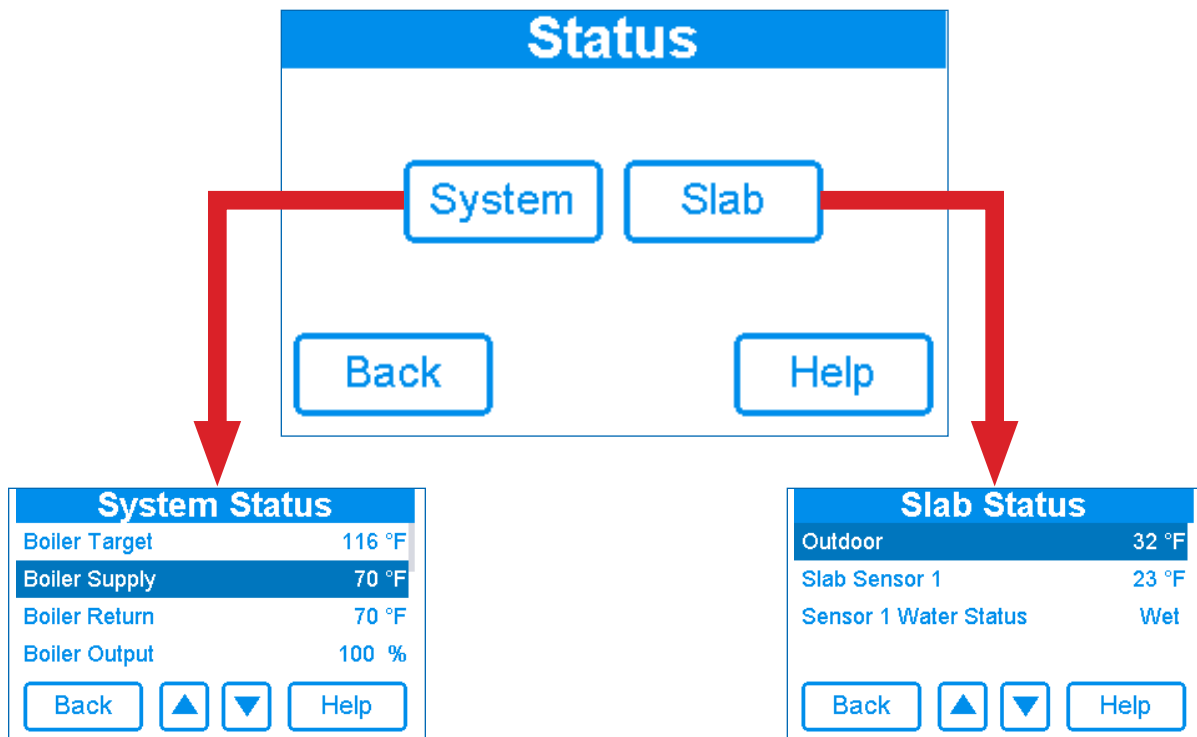 Status
System Slab
Back Help
System Status
Boiler Target 116 °F
Boiler Supply 70 °F
Boiler Return 70 °F
Boiler Output 100 %
Back Help
Slab Status
Outdoor 32 °F
Slab Sensor 1 23 °F
Sensor 1 Water Status Wet
Back Help